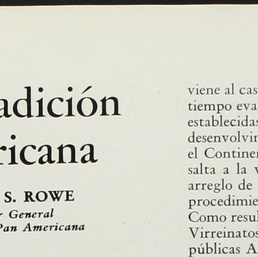 adición
ricana
S. ROWE
r General
Pan Americana
viene al cas
tiempo eva
establecidas
desenvolvin
el Continen
salta a la v
arreglo de
procedimie
Como resul
Virreinatos
públicas A